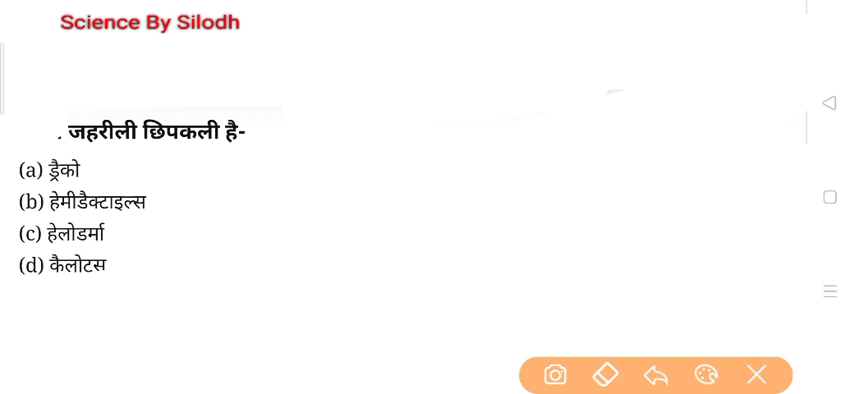 Science By Silodh
. जहरीली छिपकली है-
(a) ड्रैको
(b) हेमीडैक्टाइल्स
(c) हेलोडर्मा
(d) कैलोटस